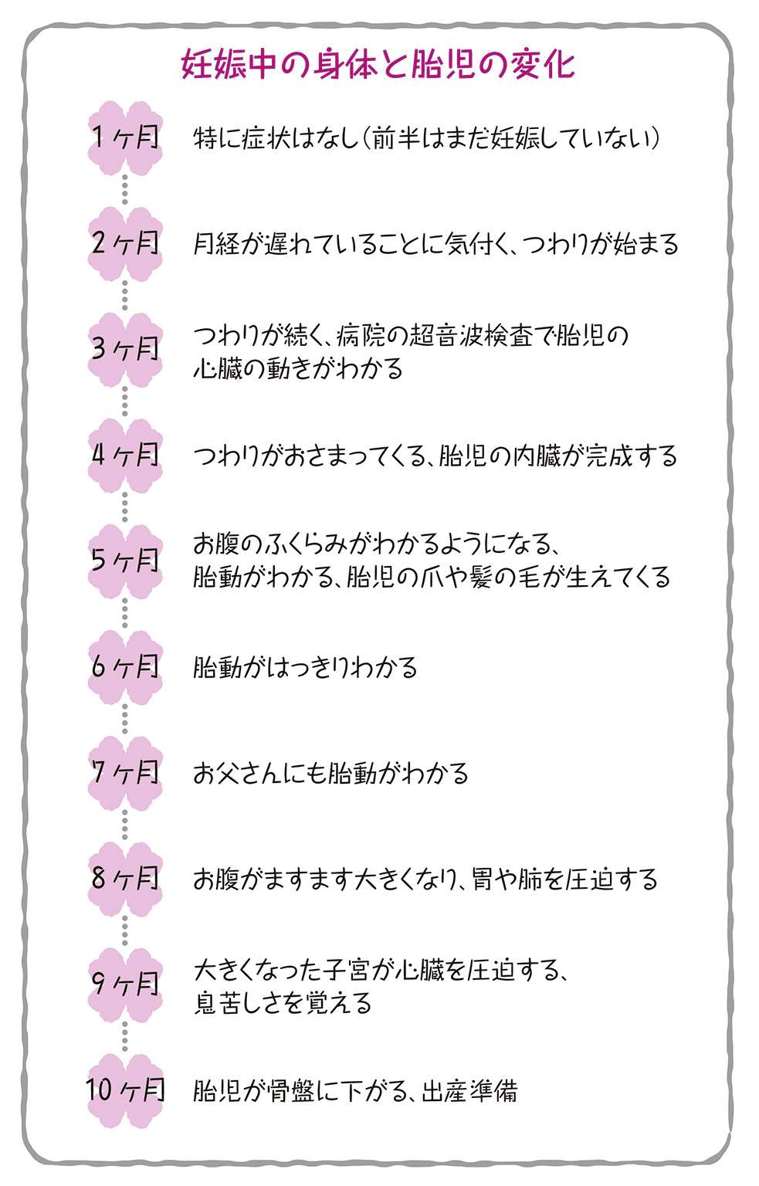 妊娠中の身体と胎児の変化
1ヶ月 特に症状はなし(前半はまだ妊娠していない)
2ヶ月 月経が遅れていることに気付く、つわりが始まる
3ヶ月 つわりが続く、病院の超音波検査で胎児の
心臓の動きがわかる
4ヶ月 つわりがおさまってくる、胎児の内臓が完成する
5ヶ月 お腹のふくらみがわかるようになる、
胎動がわかる、胎児の爪や髪の毛が生えてくる
6ヶ月 胎動がはっきりわかる
7ヶ月 お父さんにも胎動がわかる
8ヶ月 お腹がますます大きくなり、胃や肺を圧迫する
9ヶ月 大きくなった子宮が心臓を圧迫する、
息苦しさを覚える
10ヶ月 胎児が骨盤に下がる、出産準備